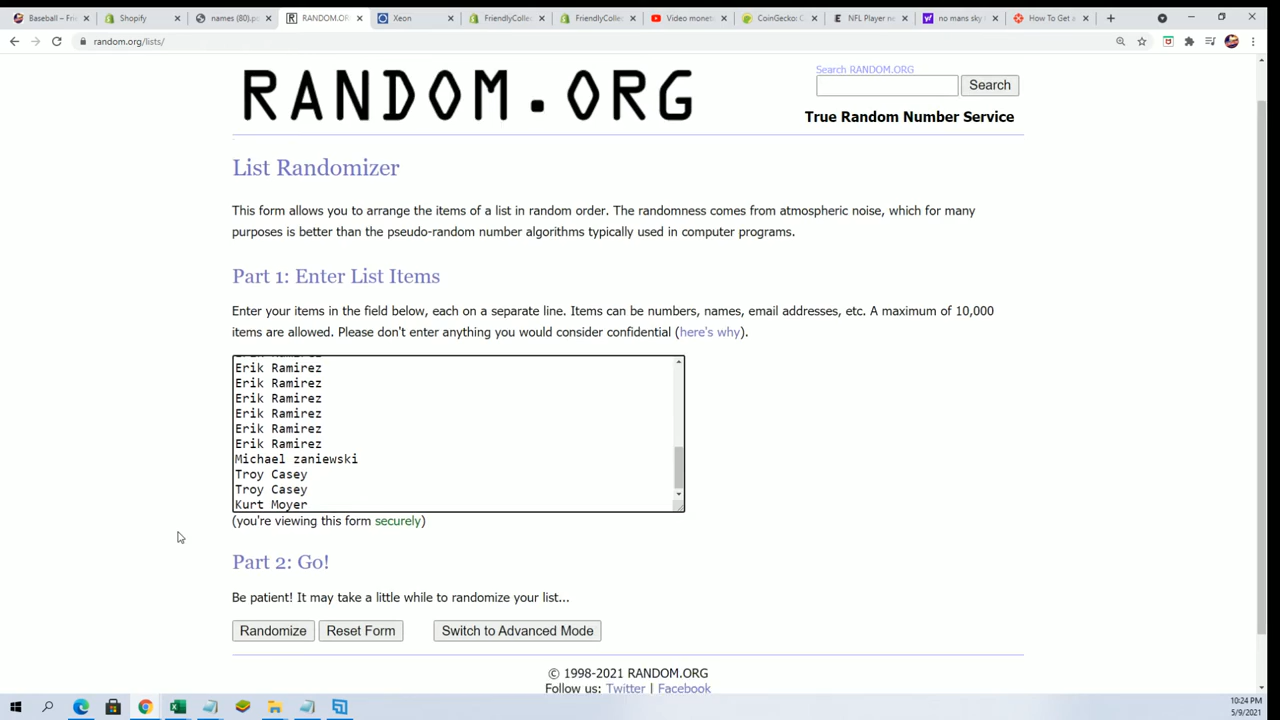 Baseball – Fri
Shopify
names (80).p
RANDOM.OR
Xeon
FriendlyColle
FriendlyColle
Video monet
CoinGecko: C
NFL Player ne
no mans sky
How To Get a
random.org/lists/
RANDOM.ORG
Search RANDOM.ORG
Search
True Random Number Service
List Randomizer
This form allows you to arrange the items of a list in random order. The randomness comes from atmospheric noise, which for many
purposes is better than the pseudo-random number algorithms typically used in computer programs.
Part 1: Enter List Items
Enter your items in the field below, each on a separate line. Items can be numbers, names, email addresses, etc. A maximum of 10,000
items are allowed. Please don't enter anything you would consider confidential (here's why).
Erik Ramirez
Erik Ramirez
Erik Ramirez
Erik Ramirez
Erik Ramirez
Erik Ramirez
Michael zaniewski
Troy Casey
Troy Casey
Kurt Moyer
(you're viewing this form securely)
Part 2: Go!
Be patient! It may take a little while to randomize your list...
Randomize Reset Form Switch to Advanced Mode
© 1998-2021 RANDOM.ORG
Follow us: Twitter | Facebook
10:24 PM
5/9/2021